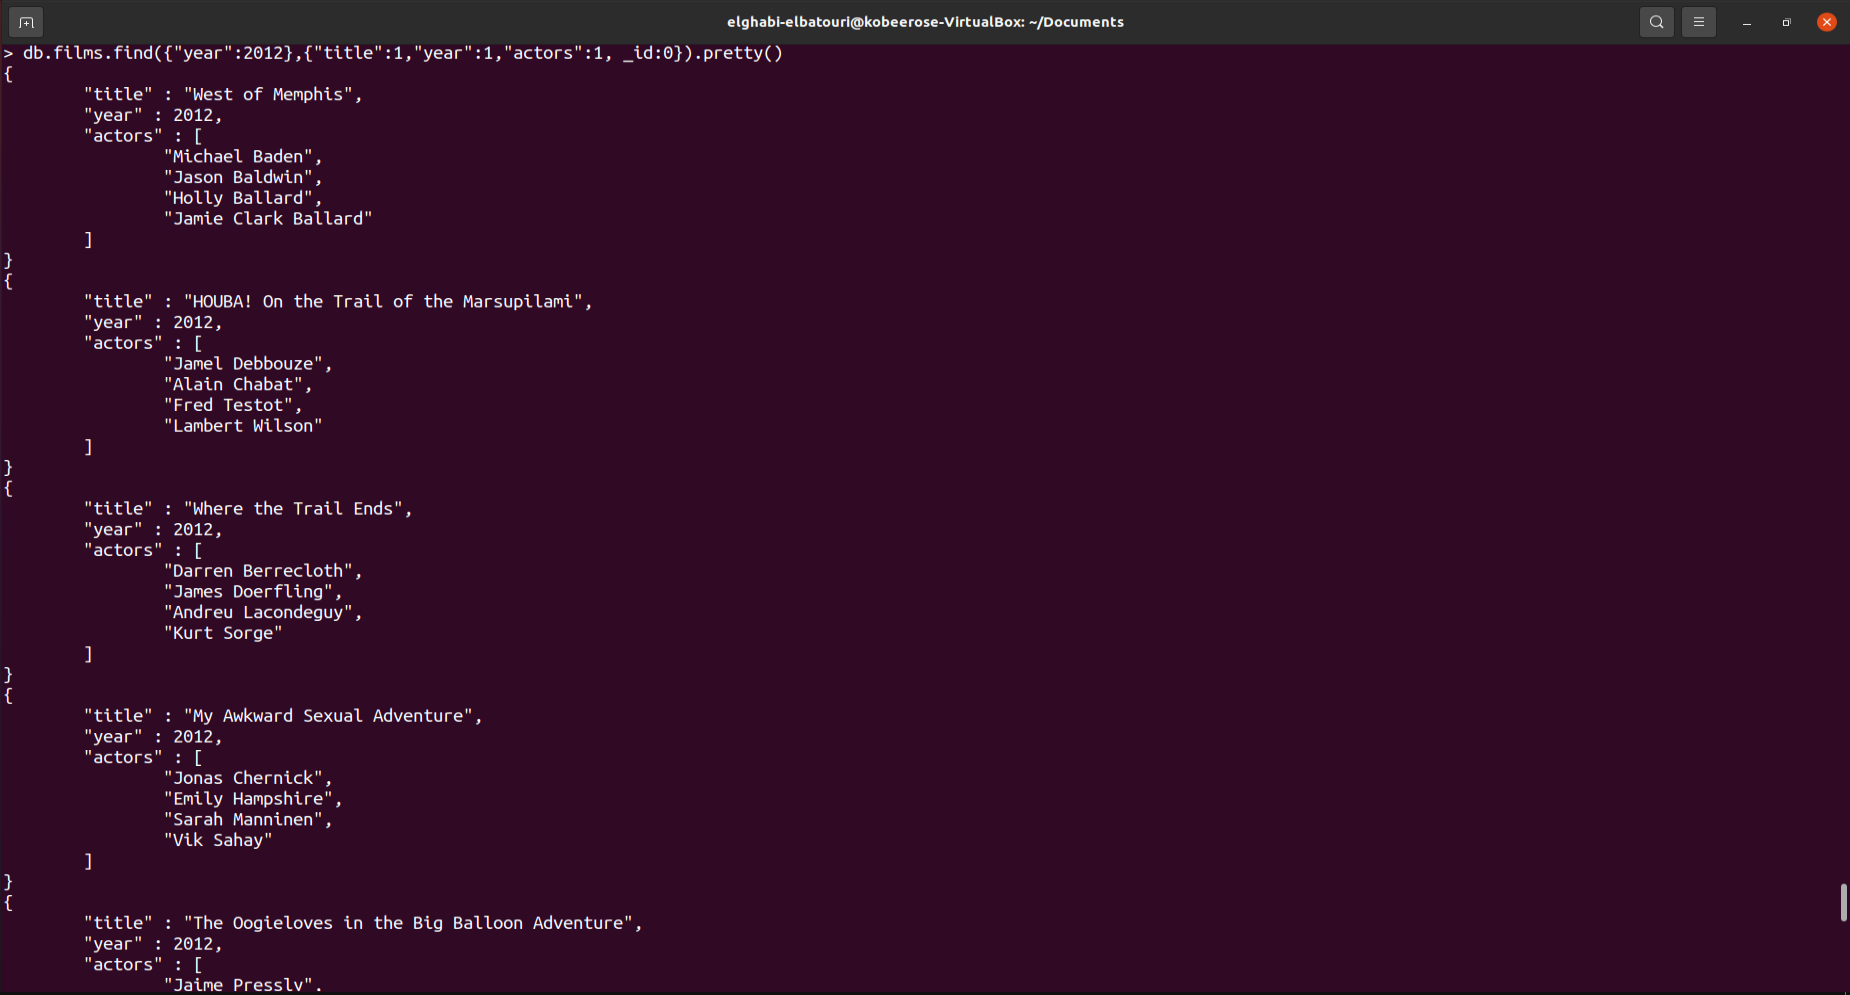 elghabi-elbatouri@kobeerose-VirtualBox: ~/Documents
> db.films.find({"year":2012},{"title":1,"year":1,"actors":1, _id:0}).pretty()
{
        "title" : "West of Memphis",
        "year" : 2012,
        "actors" : [
                "Michael Baden",
                "Jason Baldwin",
                "Holly Ballard",
                "Jamie Clark Ballard"
        ]
}
{
        "title" : "HOUBA! On the Trail of the Marsupilami",
        "year" : 2012,
        "actors" : [
                "Jamel Debbouze",
                "Alain Chabat",
                "Fred Testot",
                "Lambert Wilson"
        ]
}
{
        "title" : "Where the Trail Ends",
        "year" : 2012,
        "actors" : [
                "Darren Berrecloth",
                "James Doerfling",
                "Andreu Lacondeguy",
                "Kurt Sorge"
        ]
}
{
        "title" : "My Awkward Sexual Adventure",
        "year" : 2012,
        "actors" : [
                "Jonas Chernick",
                "Emily Hampshire",
                "Sarah Manninen",
                "Vik Sahay"
        ]
}
{
        "title" : "The Oogieloves in the Big Balloon Adventure",
        "year" : 2012,
        "actors" : [
                "Jaime Pressly",